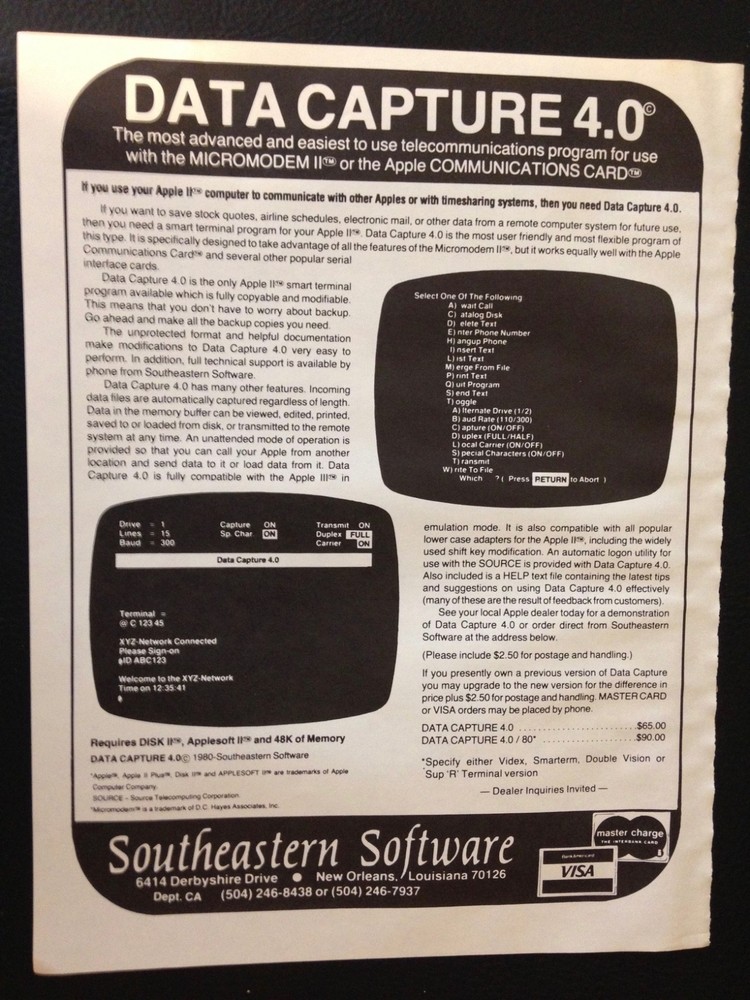 DATA CAPTURE 4.0©
The most advanced and easiest to use telecommunications program for use
with the MICROMODEM II™ or the Apple COMMUNICATIONS CARD™
If you use your Apple II™ computer to communicate with other Apples or with timesharing systems, then you need Data Capture 4.0.
If you want to save stock quotes, airline schedules, electronic mail, or other data from a remote computer system for future use,
then you need a smart terminal program for your Apple II™. Data Capture 4.0 is the most user friendly and most flexible program of
this type. It is specifically designed to take advantage of all the features of the Micromodem II™, but it works equally well with the Apple
Communications Card™ and several other popular serial
interface cards.
Data Capture 4.0 is the only Apple II™ smart terminal
program available which is fully copyable and modifiable.
This means that you don't have to worry about backup.
Go ahead and make all the backup copies you need.
The unprotected format and helpful documentation
make modifications to Data Capture 4.0 very easy to
perform. In addition, full technical support is available by
phone from Southeastern Software.
Data Capture 4.0 has many other features. Incoming
data files are automatically captured regardless of length.
Data in the memory buffer can be viewed, edited, printed,
saved to or loaded from disk, or transmitted to the remote
system at any time. An unattended mode of operation is
provided so that you can call your Apple from another
location and send data to it or load data from it. Data
Capture 4.0 is fully compatible with the Apple III™ in
Select One Of The Following
A) wait Call
C) atalog Disk
D) elete Text
E) nter Phone Number
H) angup Phone
I) nsert Text
L) ist Text
M) erge From File
P) rint Text
Q) uit Program
S) end Text
T) oggle
A) lternate Drive (1/2)
B) aud Rate (110/300)
C) apture (ON/OFF)
D) uplex (FULL/HALF)
L) ocal Carrier (ON/OFF)
S) pecial Characters (ON/OFF)
T) ransmit
W) rite To File
Which ? ( Press RETURN to Abort )
Drive = 1 Capture ON Transmit ON
Lines = 15 Sp. Char. ON Duplex FULL
Baud = 300 Carrier ON
Data Capture 4.0
Terminal =
@ C 123 45
XYZ-Network Connected
Please Sign-on
ID ABC123
Welcome to the XYZ-Network
Time on 12:35:41
emulation mode. It is also compatible with all popular
lower case adapters for the Apple II™, including the widely
used shift key modification. An automatic logon utility for
use with the SOURCE is provided with Data Capture 4.0.
Also included is a HELP text file containing the latest tips
and suggestions on using Data Capture 4.0 effectively
(many of these are the result of feedback from customers).
See your local Apple dealer today for a demonstration
of Data Capture 4.0 or order direct from Southeastern
Software at the address below.
(Please include $2.50 for postage and handling.)
If you presently own a previous version of Data Capture
you may upgrade to the new version for the difference in
price plus $2.50 for postage and handling. MASTER CARD
or VISA orders may be placed by phone.
DATA CAPTURE 4.0 ........................ $65.00
DATA CAPTURE 4.0 / 80* .................... $90.00
*Specify either Videx, Smarterm, Double Vision or
Sup 'R' Terminal version
— Dealer Inquiries Invited —
Requires DISK II™, Applesoft II™ and 48K of Memory
DATA CAPTURE 4.0© 1980-Southeastern Software
*Apple®, Apple II Plus®, Disk II® and APPLESOFT II® are trademarks of Apple
Computer Company.
SOURCE - Source Telecomputing Corporation.
*Micromodem® is a trademark of D.C. Hayes Associates, Inc.
Southeastern Software
6414 Derbyshire Drive ● New Orleans, Louisiana 70126
Dept. CA (504) 246-8438 or (504) 246-7937
master charge
THE INTERBANK CARD
BankAmericard
VISA